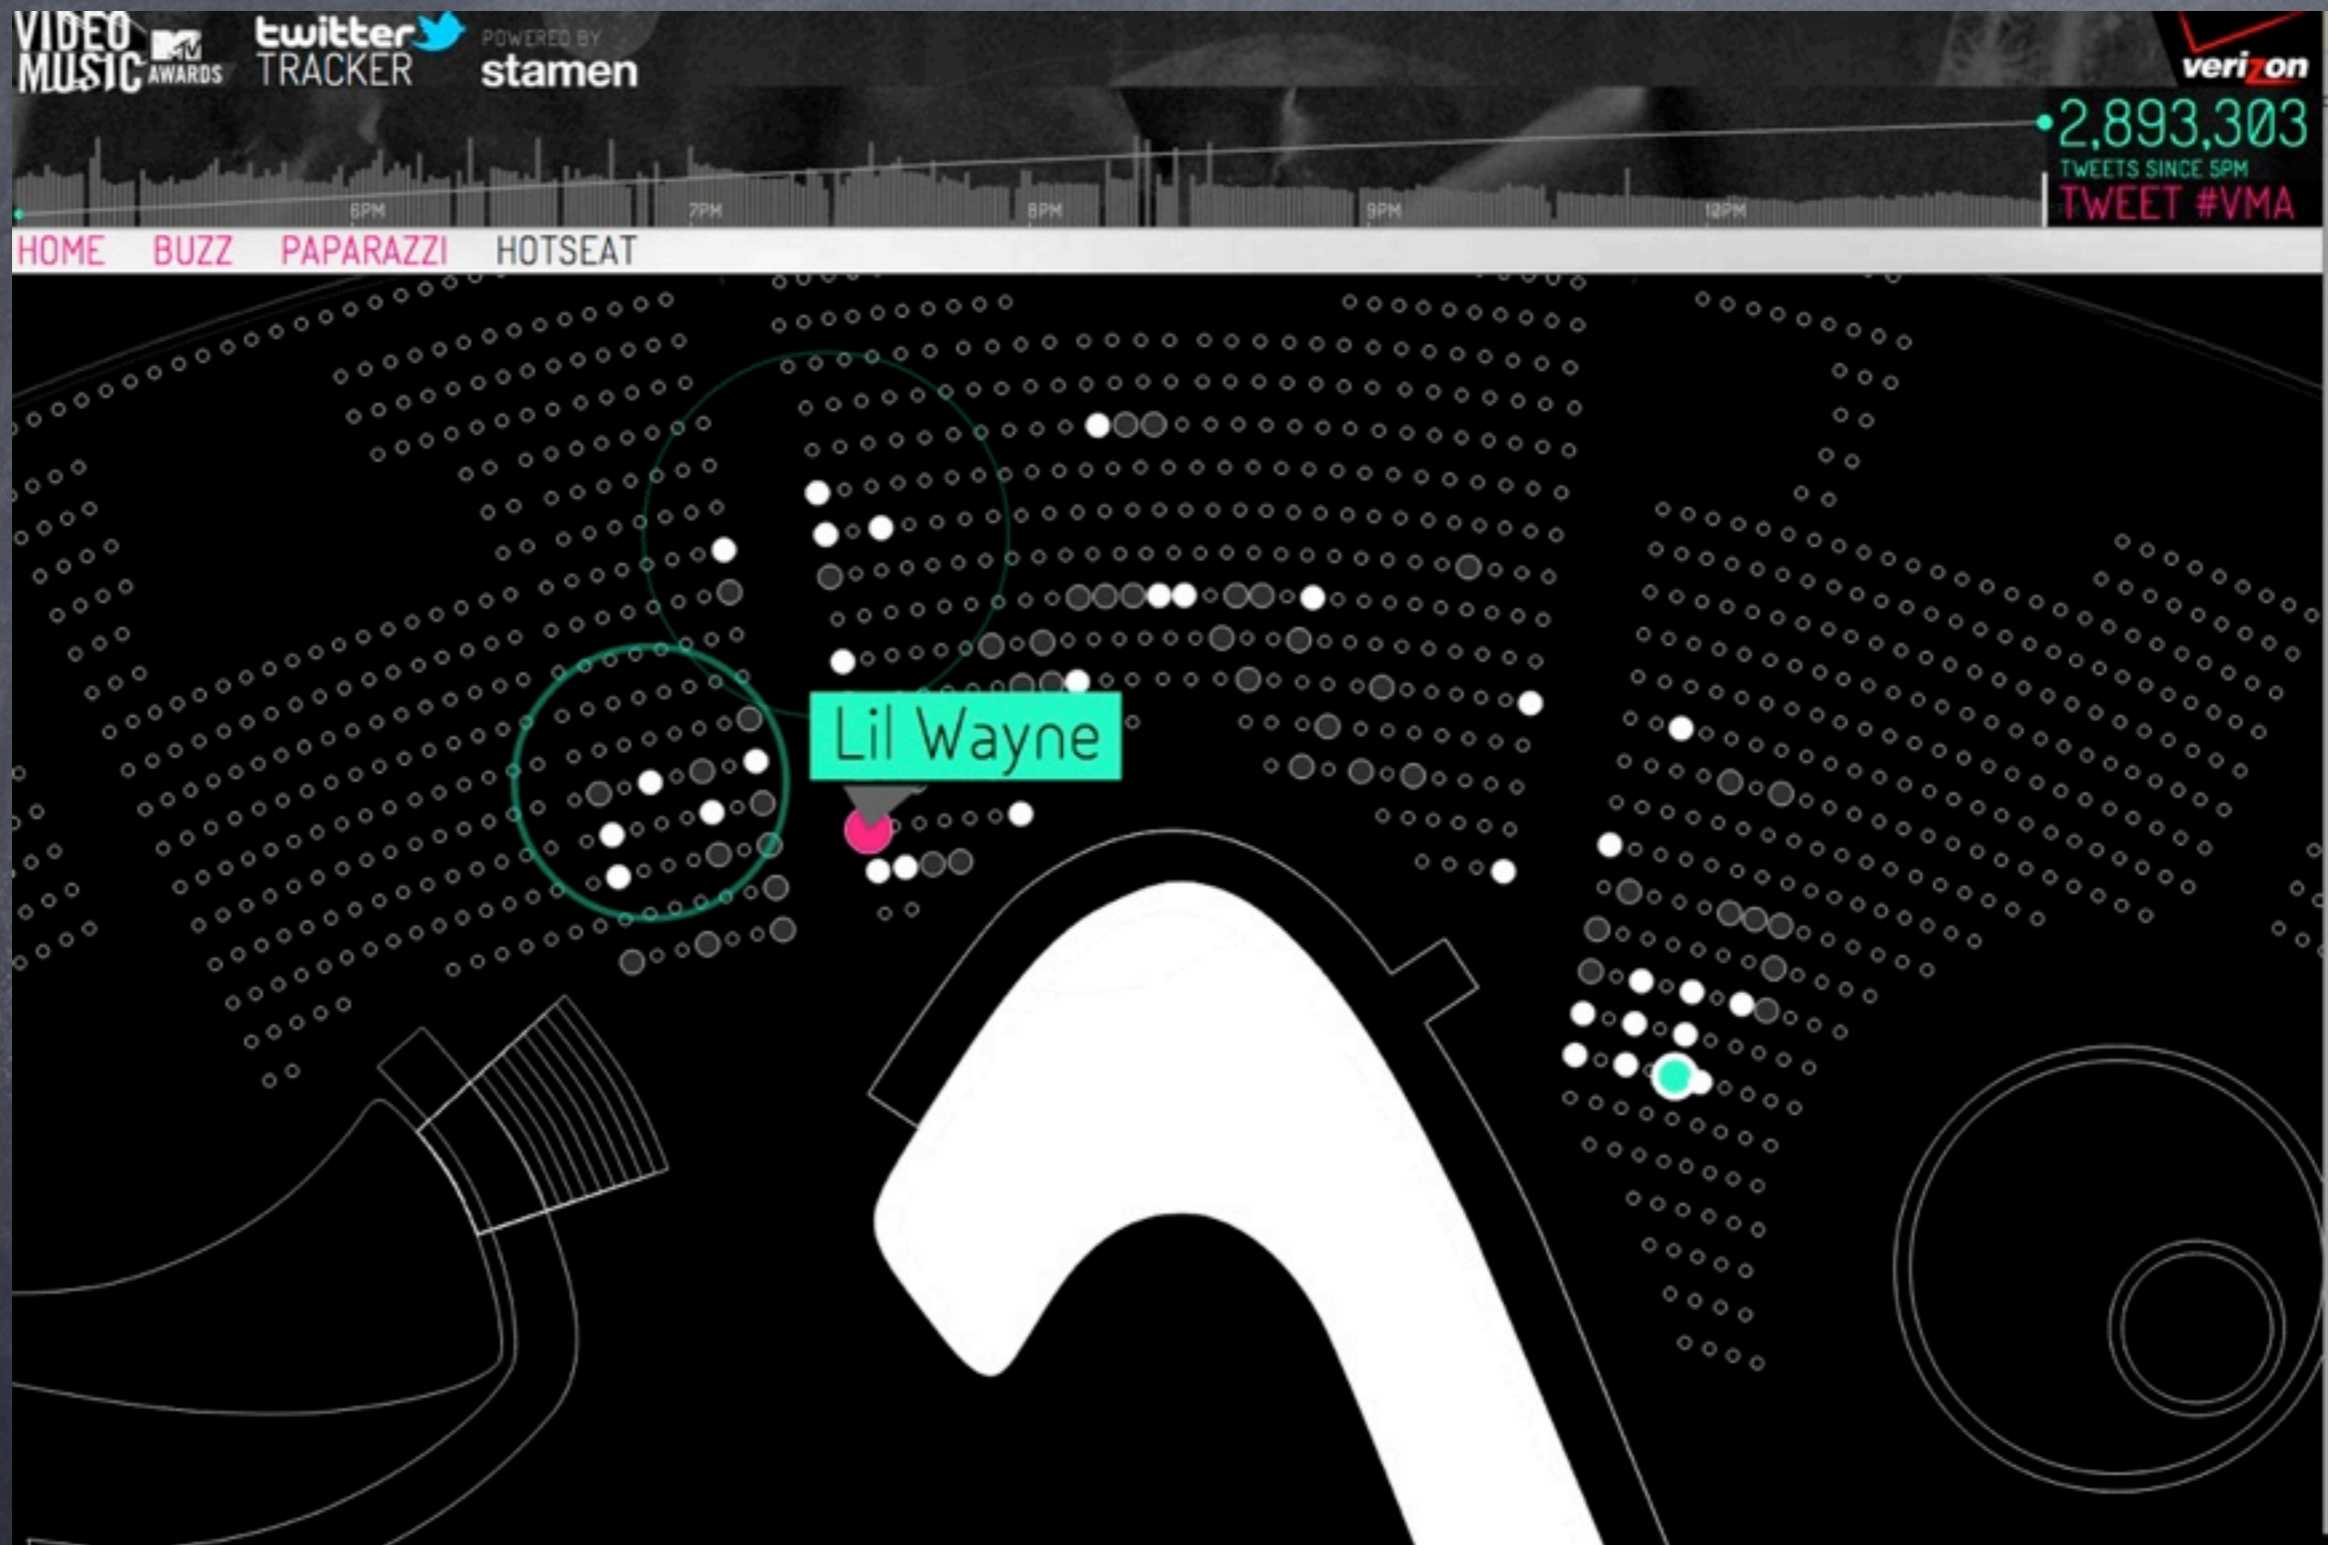 VIDEO
MUSIC
MTV
AWARDS
twitter
TRACKER
POWERED BY
stamen
verizon
2,893,303
TWEETS SINCE 5PM
TWEET #VMA
6PM 7PM 8PM 9PM 10PM
HOME BUZZ PAPARAZZI HOTSEAT
Lil Wayne